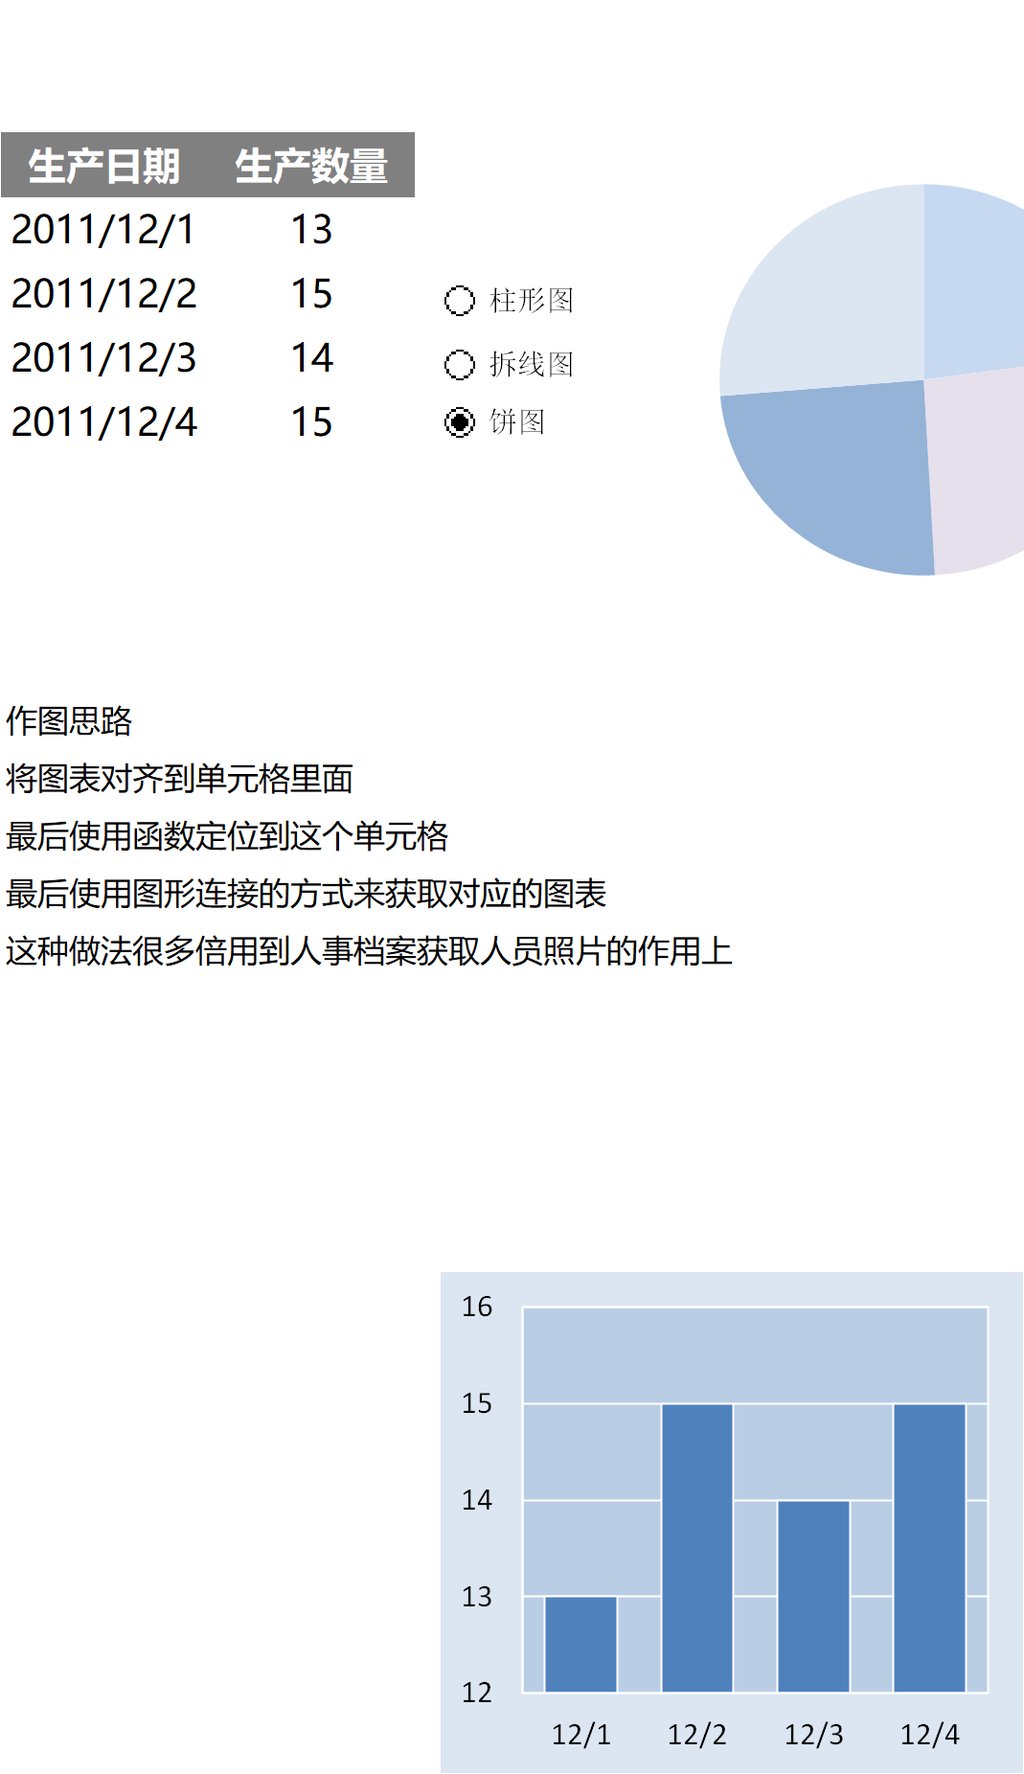 生产日期 生产数量
2011/12/1 13
2011/12/2 15
2011/12/3 14
2011/12/4 15
柱形图
拆线图
饼图
作图思路
将图表对齐到单元格里面
最后使用函数定位到这个单元格
最后使用图形连接的方式来获取对应的图表
这种做法很多倍用到人事档案获取人员照片的作用上
16
15
14
13
12
12/1 12/2 12/3 12/4